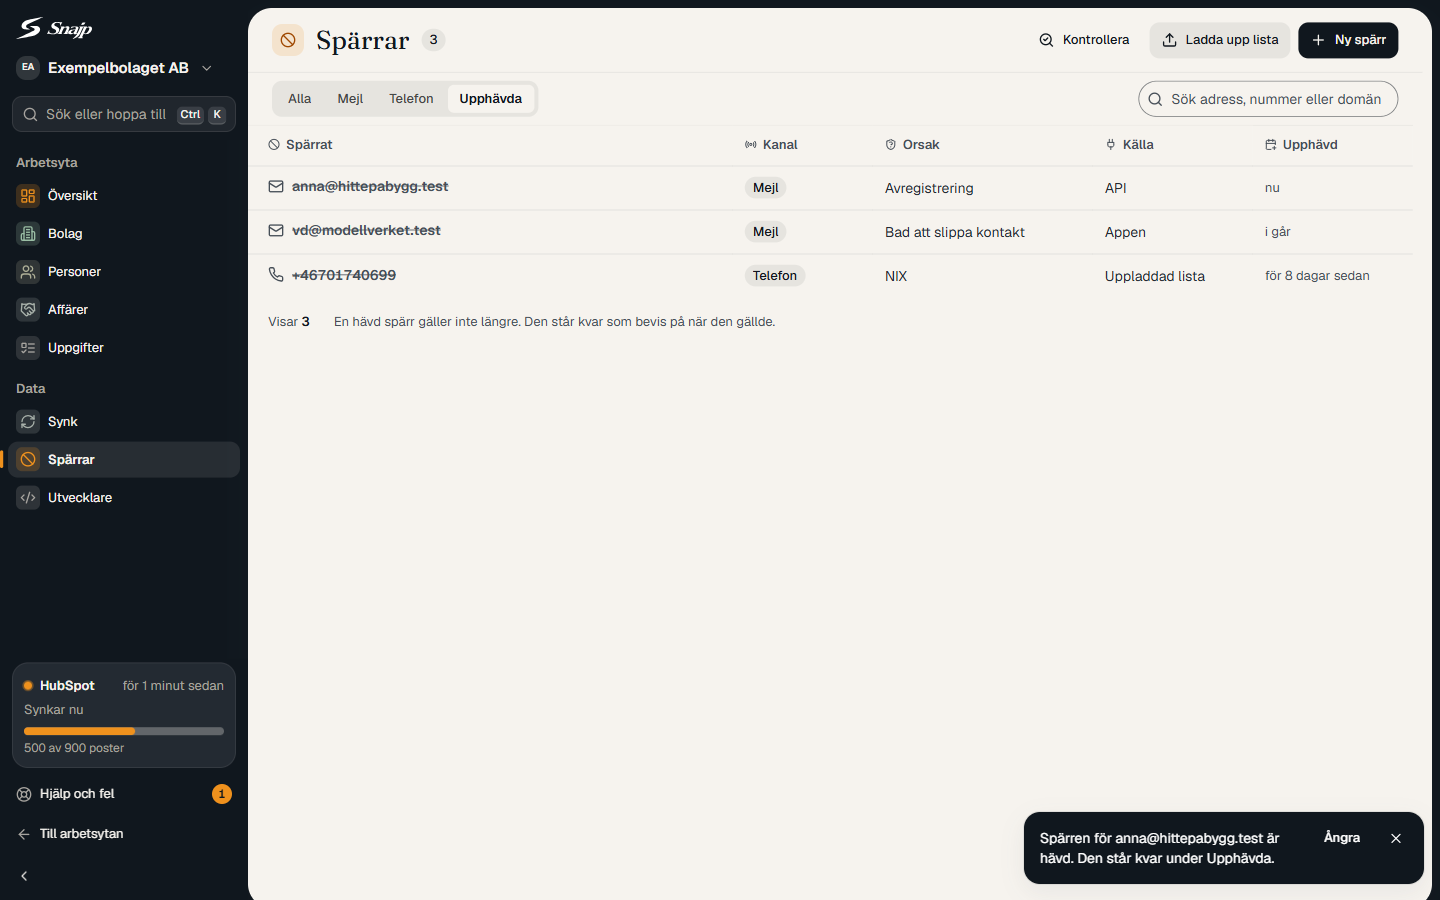 Snajp
EA Exempelbolaget AB
Sök eller hoppa till Ctrl K
Arbetsyta
Översikt
Bolag
Personer
Affärer
Uppgifter
Data
Synk
Spärrar
Utvecklare
HubSpot för 1 minut sedan
Synkar nu
500 av 900 poster
Hjälp och fel 1
Till arbetsytan
Spärrar 3
Kontrollera Ladda upp lista Ny spärr
Alla Mejl Telefon Upphävda
Sök adress, nummer eller domän
Spärrat Kanal Orsak Källa Upphävd
anna@hittepabygg.test Mejl Avregistrering API nu
vd@modellverket.test Mejl Bad att slippa kontakt Appen i går
+46701740699 Telefon NIX Uppladdad lista för 8 dagar sedan
Visar 3 En hävd spärr gäller inte längre. Den står kvar som bevis på när den gällde.
Spärren för anna@hittepabygg.test är
hävd. Den står kvar under Upphävda.
Ångra